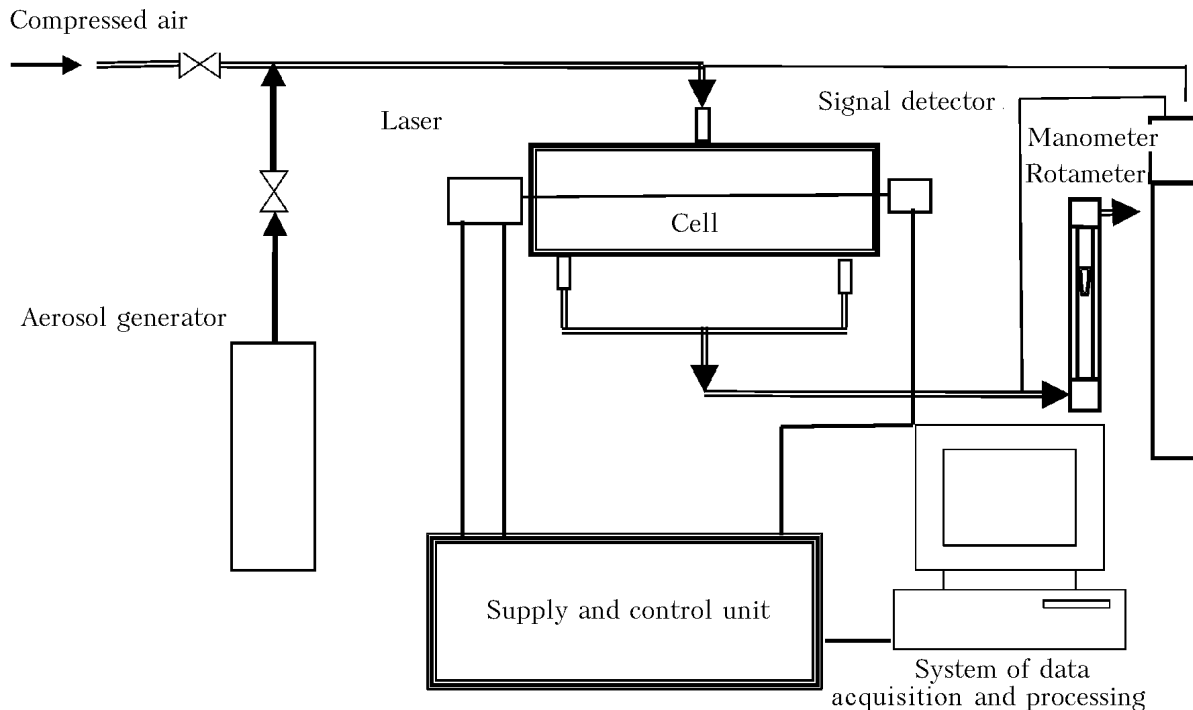 Compressed air
Laser
Signal detector
Manometer
Rotameter
Cell
Aerosol generator
Supply and control unit
System of data
acquisition and processing